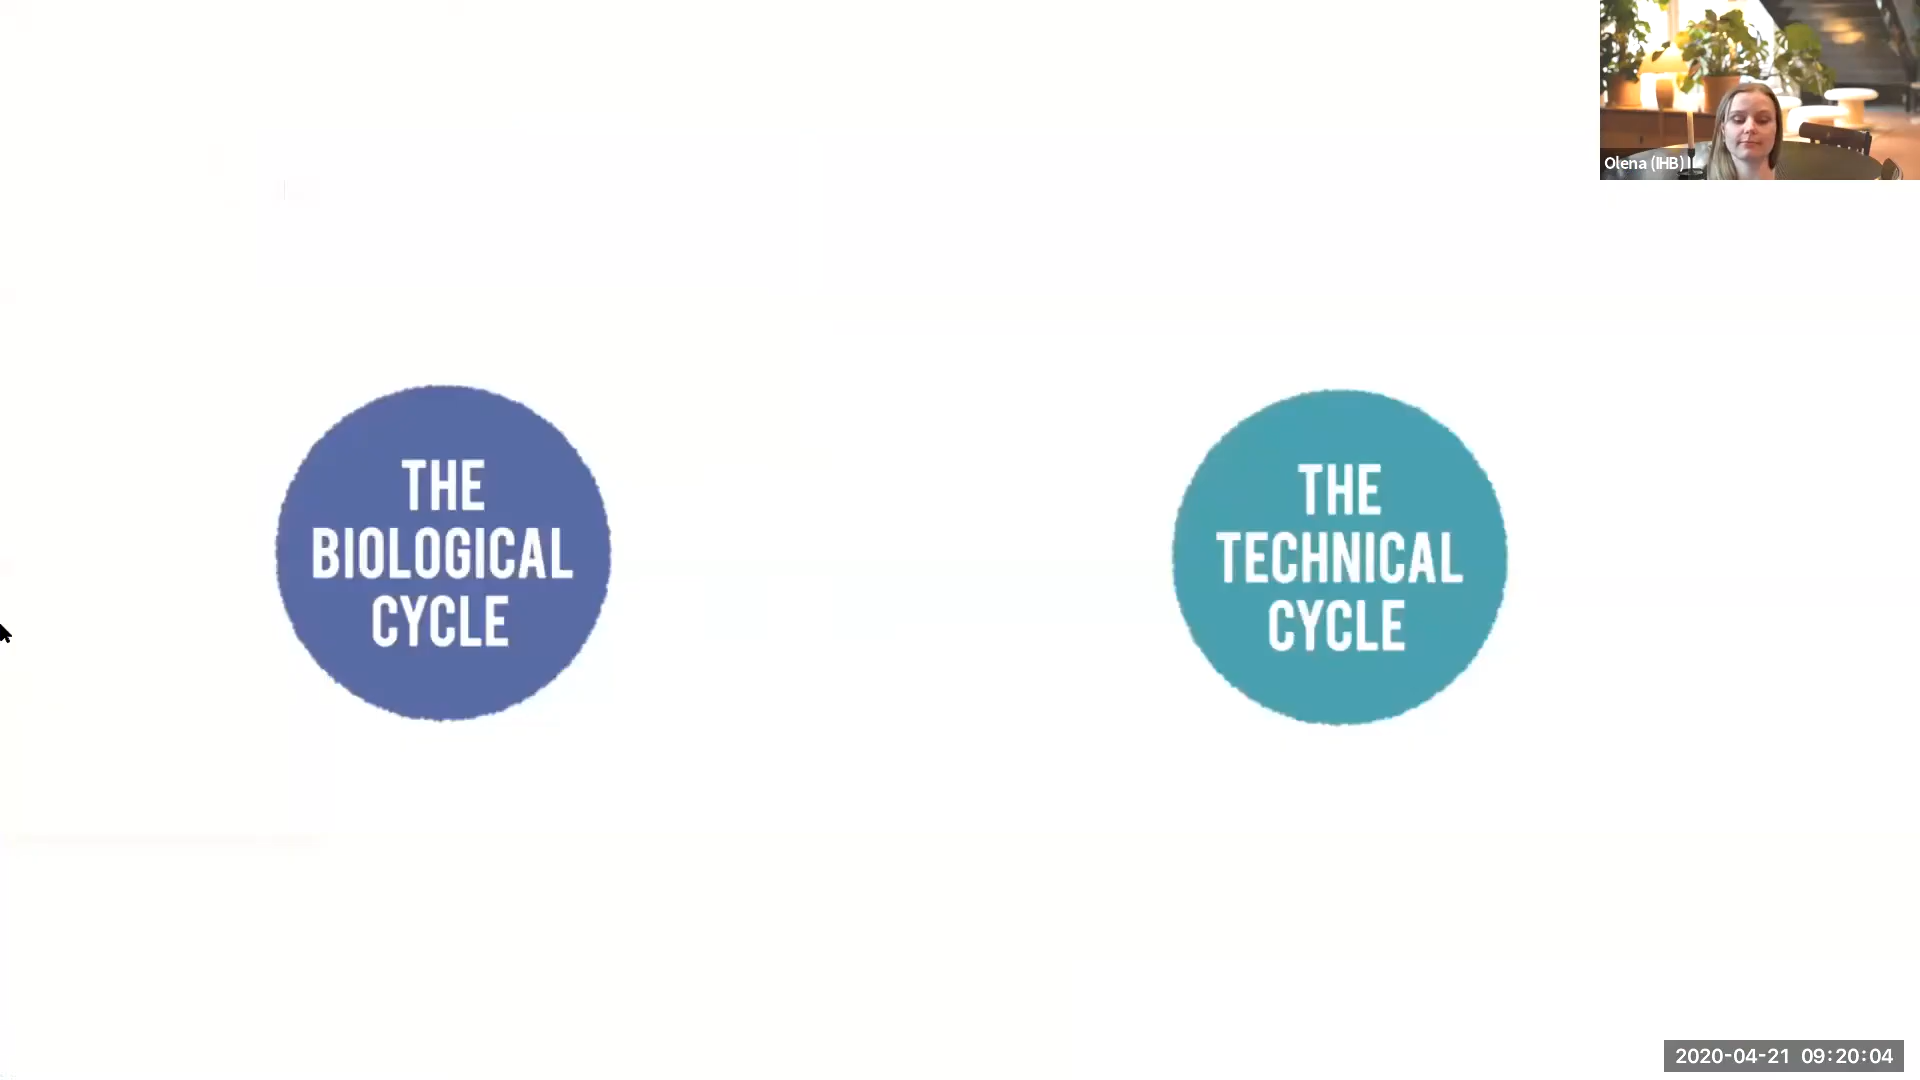 Olena (IHB)
THE
BIOLOGICAL
CYCLE
THE
TECHNICAL
CYCLE
2020-04-21 09:20:04